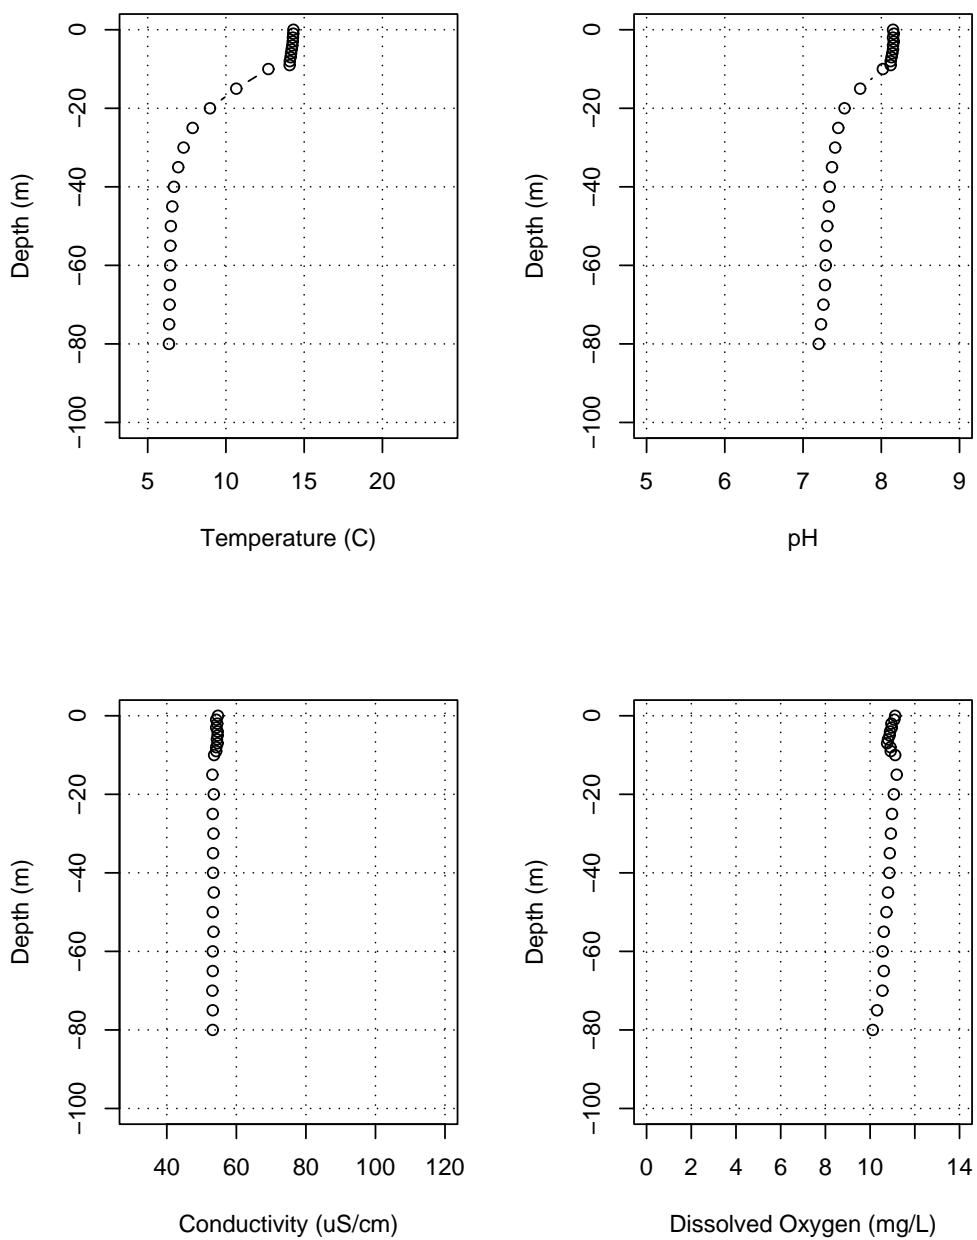 0
−20
−40
−60
−80
−100
Depth (m)
5 10 15 20
Temperature (C)
0
−20
−40
−60
−80
−100
Depth (m)
5 6 7 8 9
pH
0
−20
−40
−60
−80
−100
Depth (m)
40 60 80 100 120
Conductivity (uS/cm)
0
−20
−40
−60
−80
−100
Depth (m)
0 2 4 6 8 10 14
Dissolved Oxygen (mg/L)